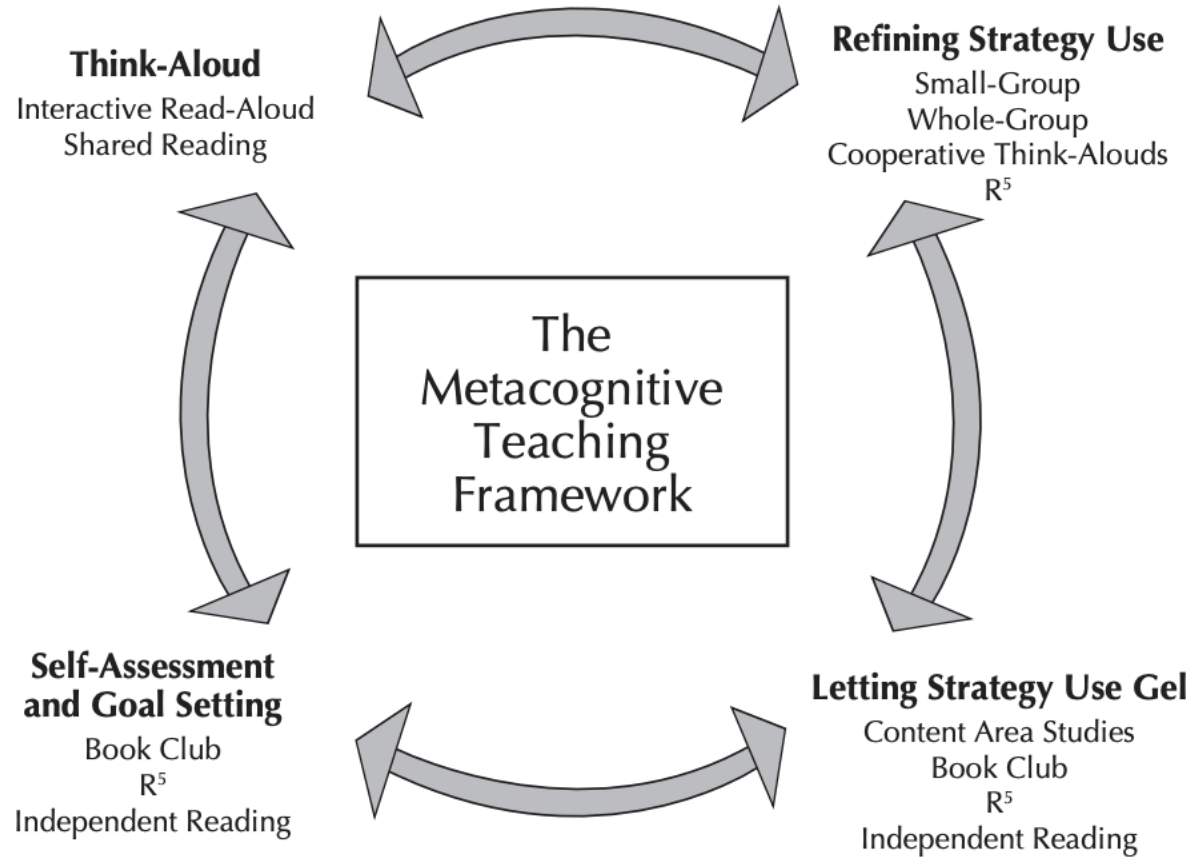 Think-Aloud
Interactive Read-Aloud
Shared Reading
Refining Strategy Use
Small-Group
Whole-Group
Cooperative Think-Alouds
R⁵
The
Metacognitive
Teaching
Framework
Self-Assessment
and Goal Setting
Book Club
R⁵
Independent Reading
Letting Strategy Use Gel
Content Area Studies
Book Club
R⁵
Independent Reading